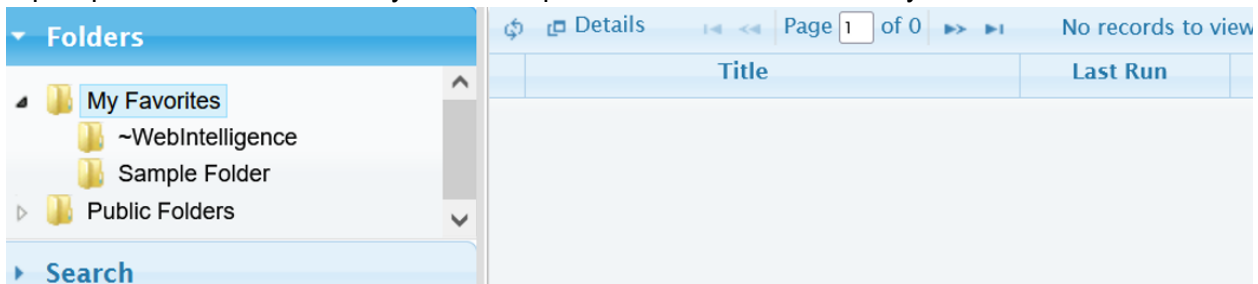 Folders
Details Page 1 of 0 No records to view
Title Last Run
My Favorites
~WebIntelligence
Sample Folder
Public Folders
Search